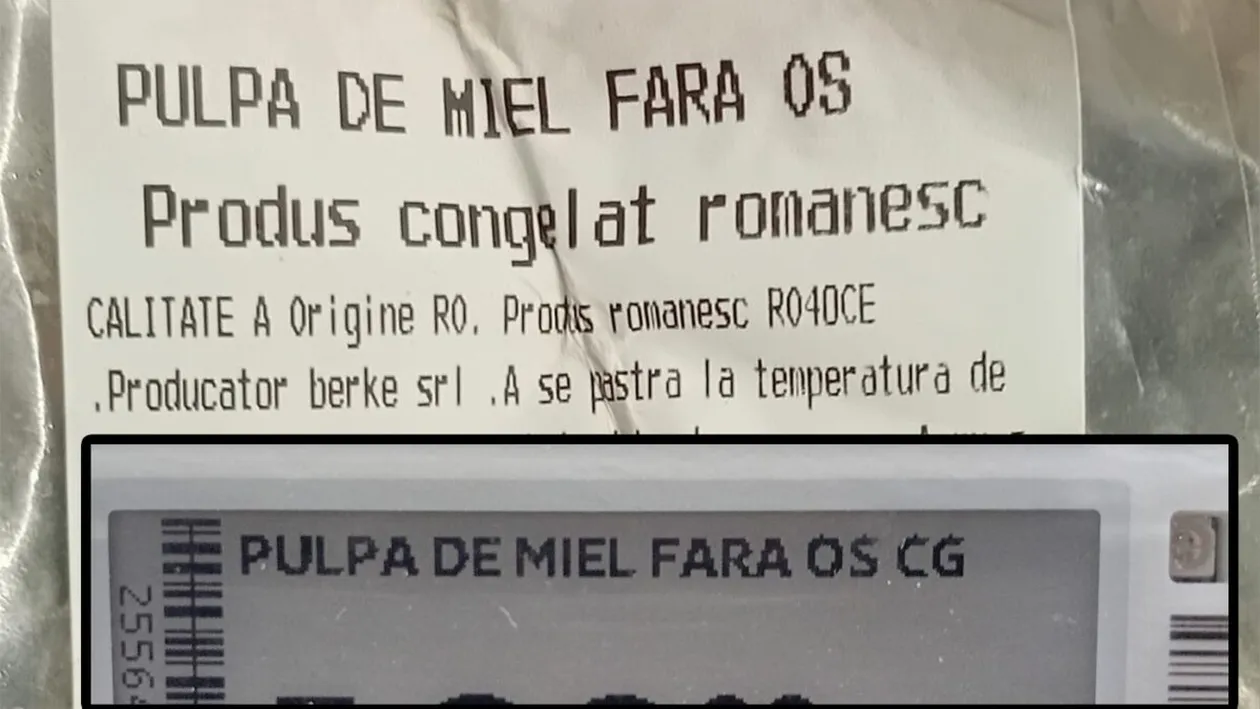 PULPA DE MIEL FARA OS
Produs congelat romanesc
CALITATE A Origine RO. Produs romanesc RO40CE
.Producator berke srl .A se pastra la temperatura de
PULPA DE MIEL FARA OS CG
25564